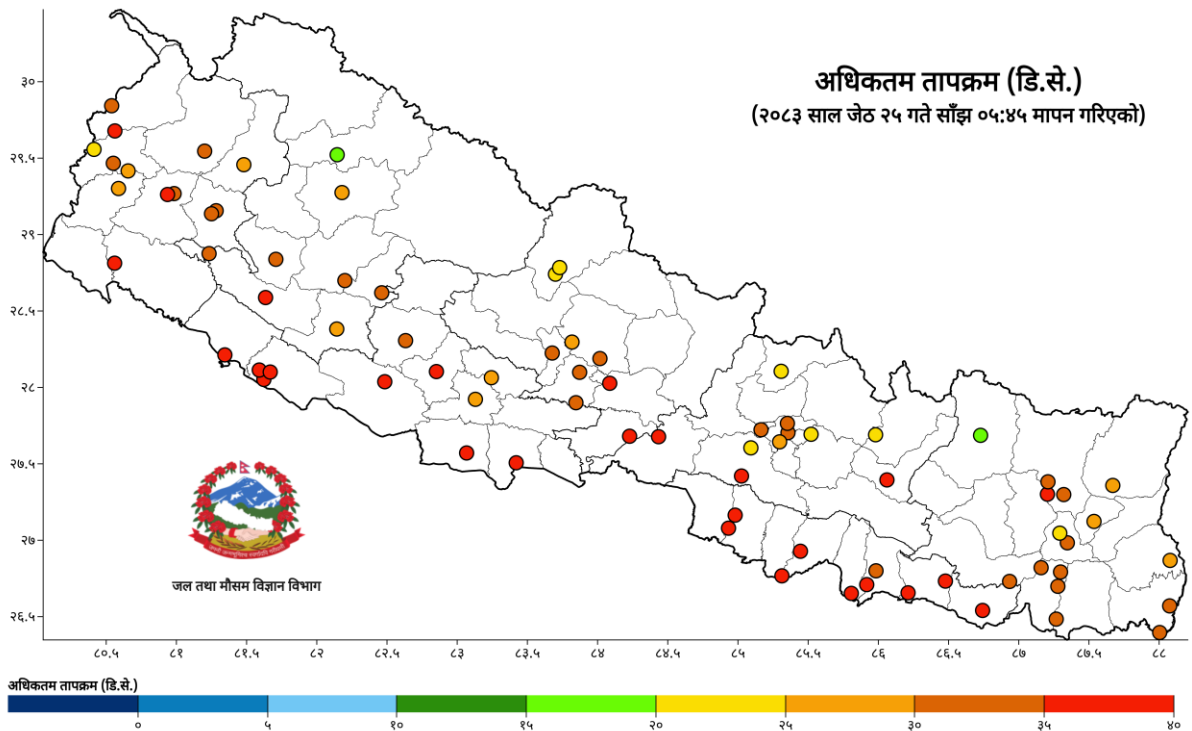 अधिकतम तापक्रम (डि.से.)
(२०८३ साल जेठ २५ गते साँझ ०५:४५ मापन गरिएको)
३०
२९.५
२९
२८.५
२८
२७.५
२७
२६.५
जल तथा मौसम विज्ञान विभाग
८०.५ ८१ ८१.५ ८२ ८२.५ ८३ ८३.५ ८४ ८४.५ ८५ ८५.५ ८६ ८६.५ ८७ ८७.५ ८८
अधिकतम तापक्रम (डि.से.)
० ५ १० १५ २० २५ ३० ३५ ४०